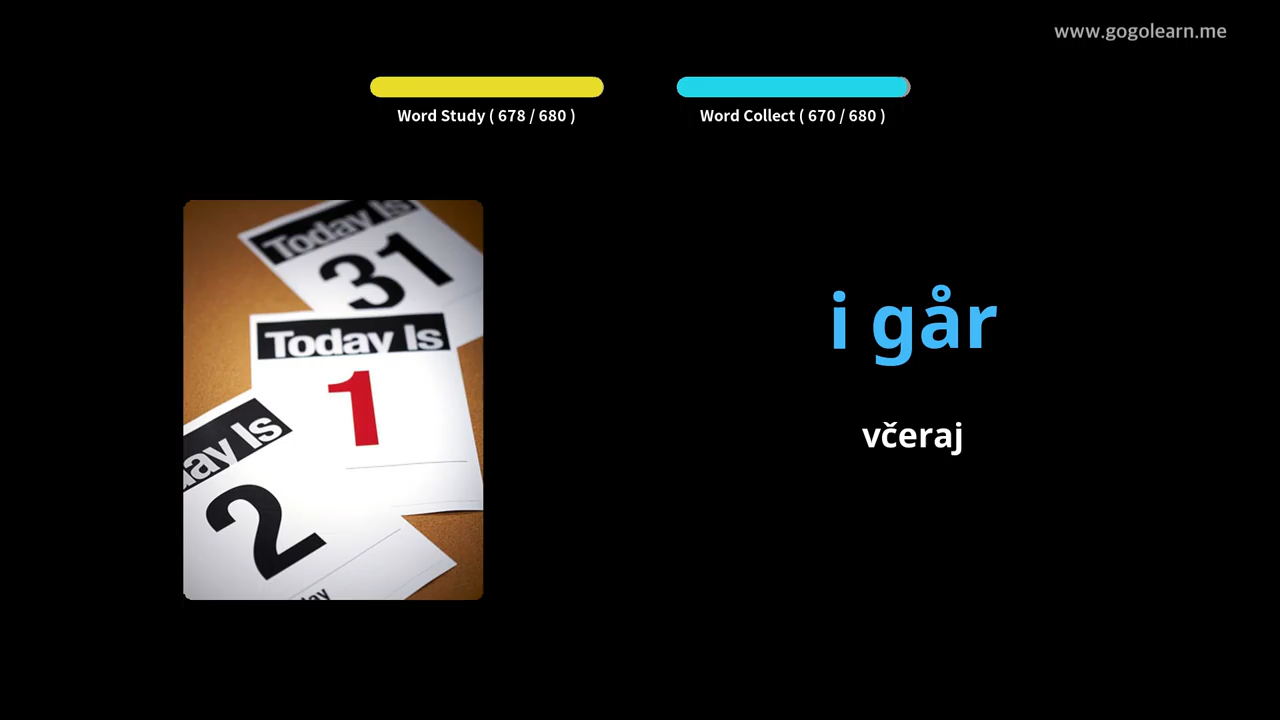 www.gogolearn.me
Word Study ( 678 / 680 )
Word Collect ( 670 / 680 )
Today Is
31
Today Is
1
ay Is
2
day
i går
včeraj